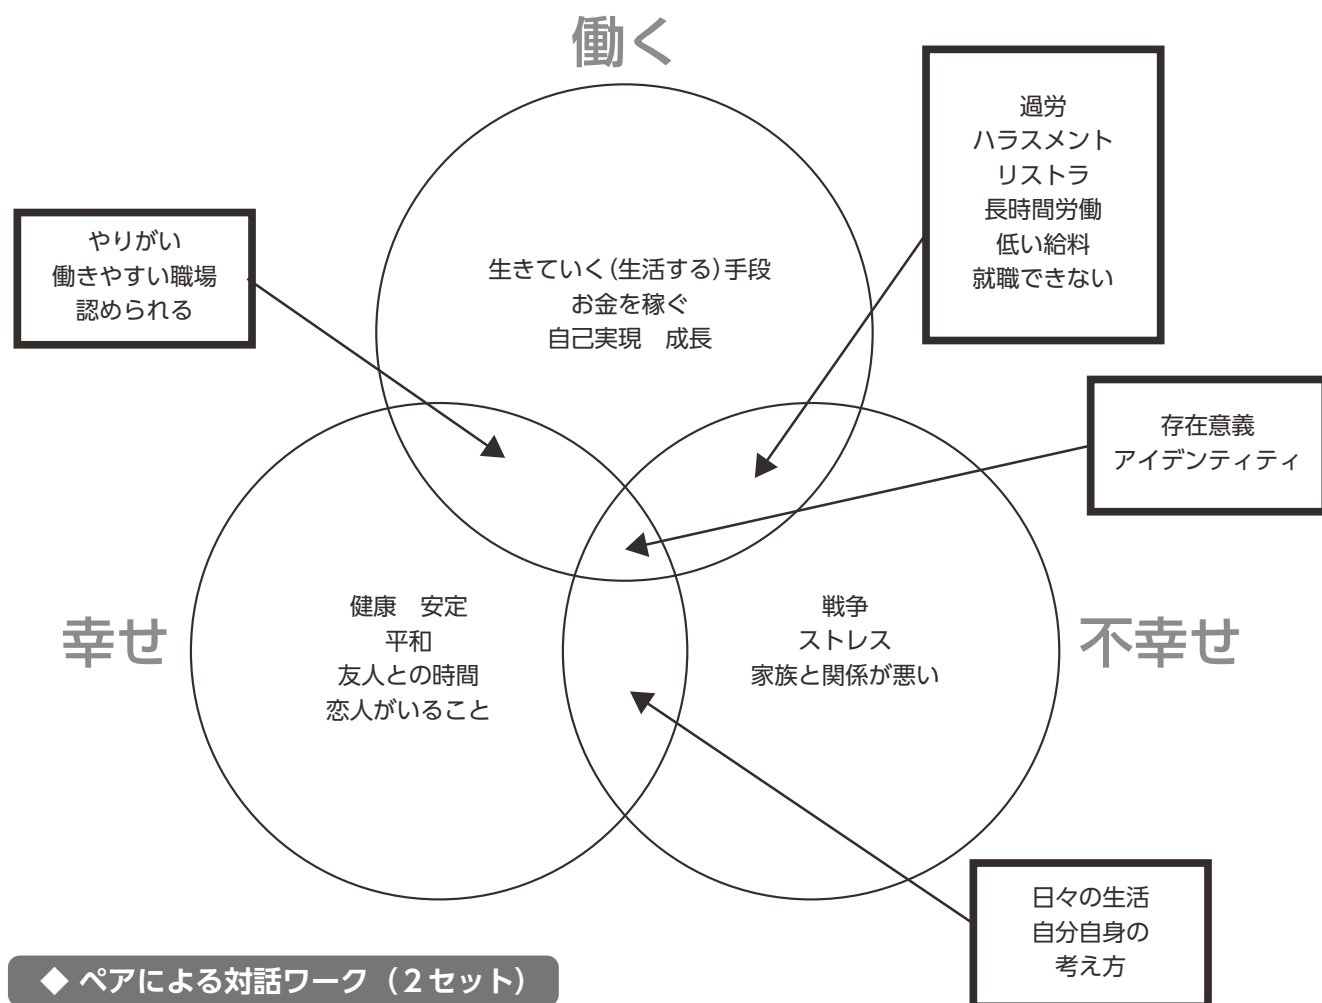 働く
過労
ハラスメント
リストラ
長時間労働
低い給料
就職できない
やりがい
働きやすい職場
認められる
生きていく（生活する）手段
お金を稼ぐ
自己実現　成長
存在意義
アイデンティティ
幸せ
健康　安定
平和
友人との時間
恋人がいること
戦争
ストレス
家族と関係が悪い
不幸せ
日々の生活
自分自身の
考え方
◆ ペアによる対話ワーク（２セット）